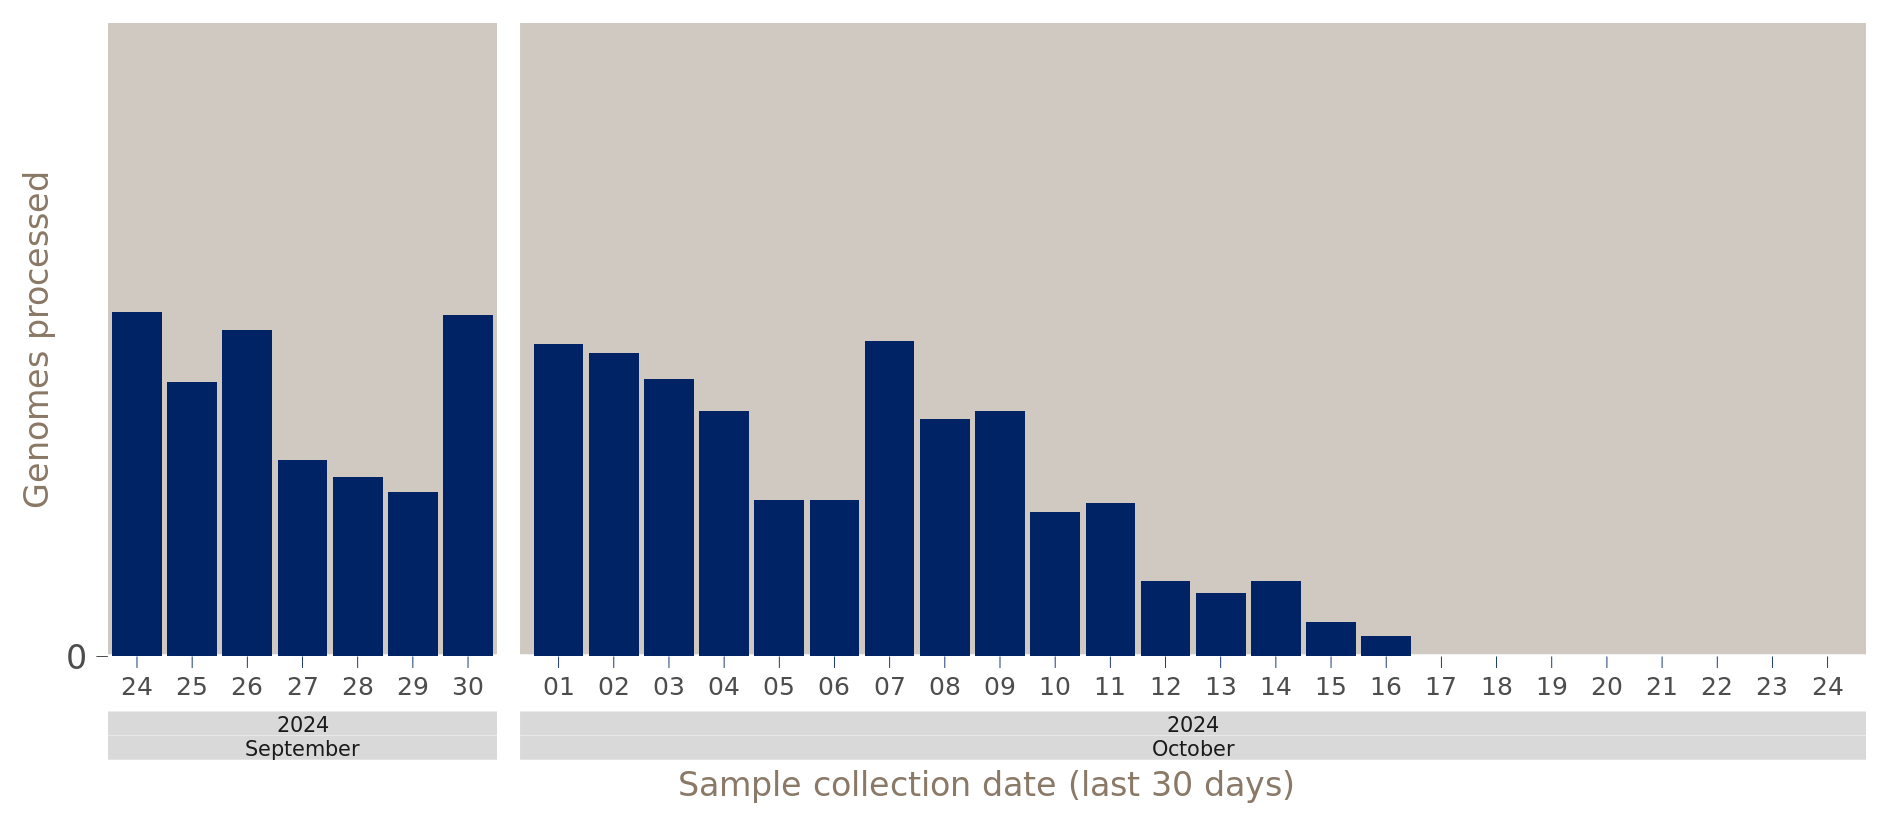 Genomes processed
0
24 25 26 27 28 29 30 01 02 03 04 05 06 07 08 09 10 11 12 13 14 15 16 17 18 19 20 21 22 23 24
2024 2024
September October
Sample collection date (last 30 days)